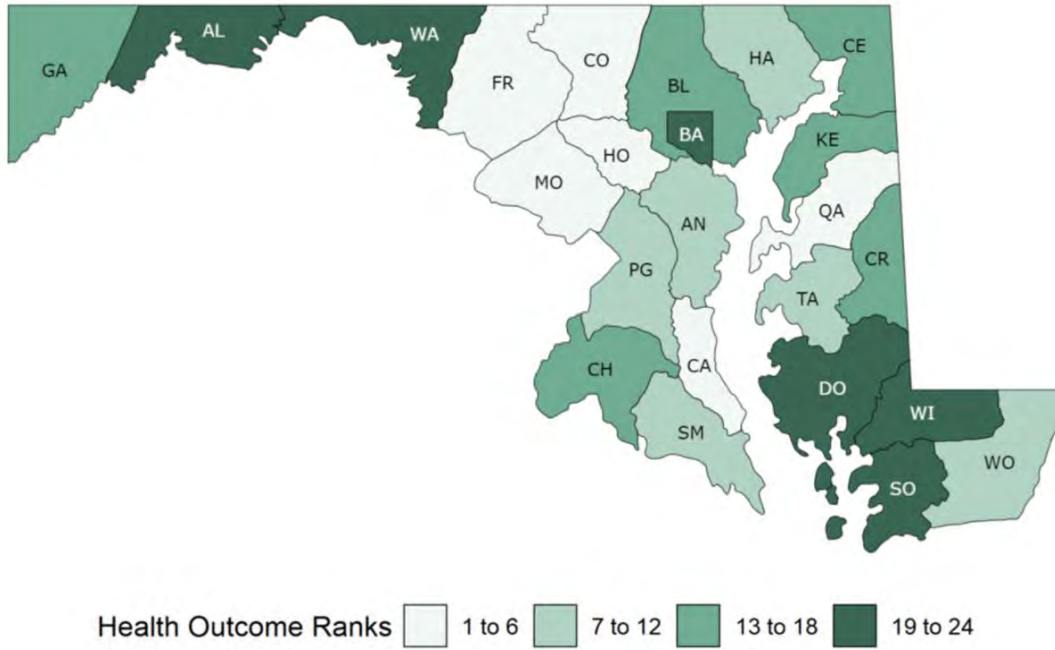 AL
WA
GA
FR
CO
BL
HA
CE
BA
KE
HO
MO
AN
QA
PG
CR
TA
CH
CA
DO
WI
SM
WO
SO
Health Outcome Ranks 1 to 6 7 to 12 13 to 18 19 to 24